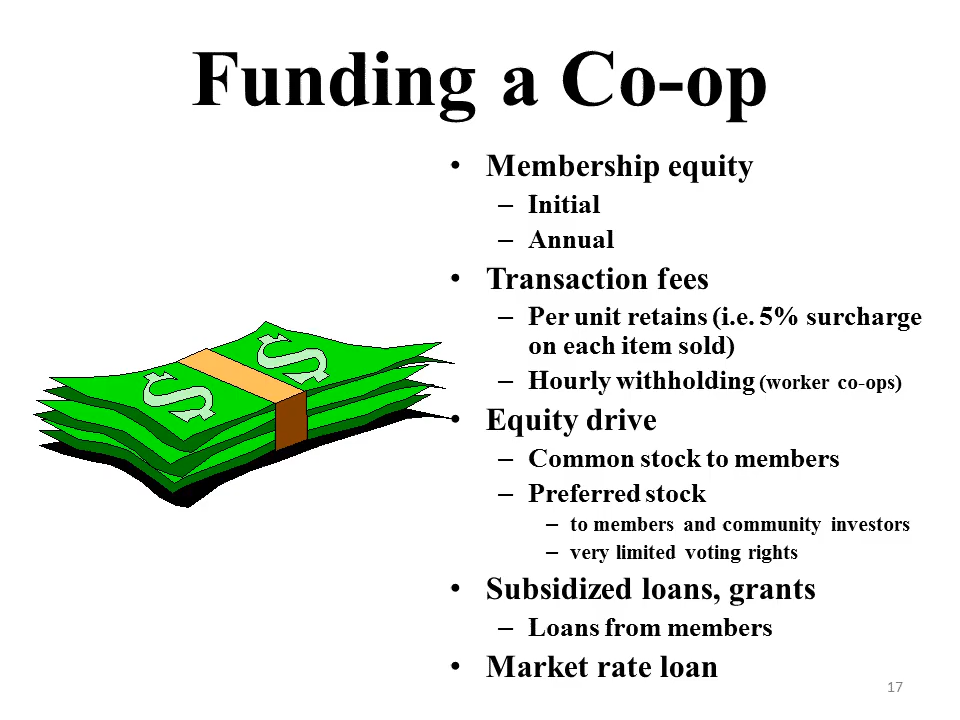 Funding a Co-op
• Membership equity
– Initial
– Annual
• Transaction fees
– Per unit retains (i.e. 5% surcharge
on each item sold)
– Hourly withholding (worker co-ops)
• Equity drive
– Common stock to members
– Preferred stock
– to members and community investors
– very limited voting rights
• Subsidized loans, grants
– Loans from members
• Market rate loan
$ $
17